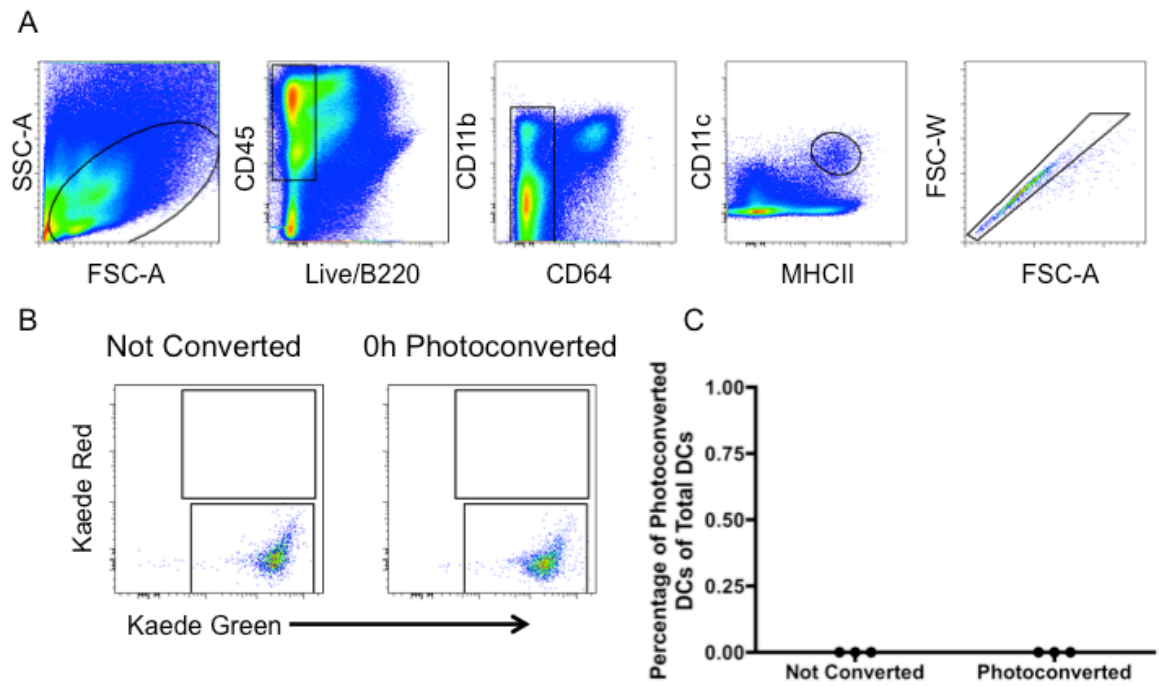 A
SSC-A
FSC-A
CD45
Live/B220
CD11b
CD64
CD11c
MHCII
FSC-W
FSC-A
B
Not Converted
0h Photoconverted
Kaede Red
Kaede Green
C
Percentage of Photoconverted
DCs of Total DCs
1.00
0.75
0.50
0.25
0.00
Not Converted
Photoconverted